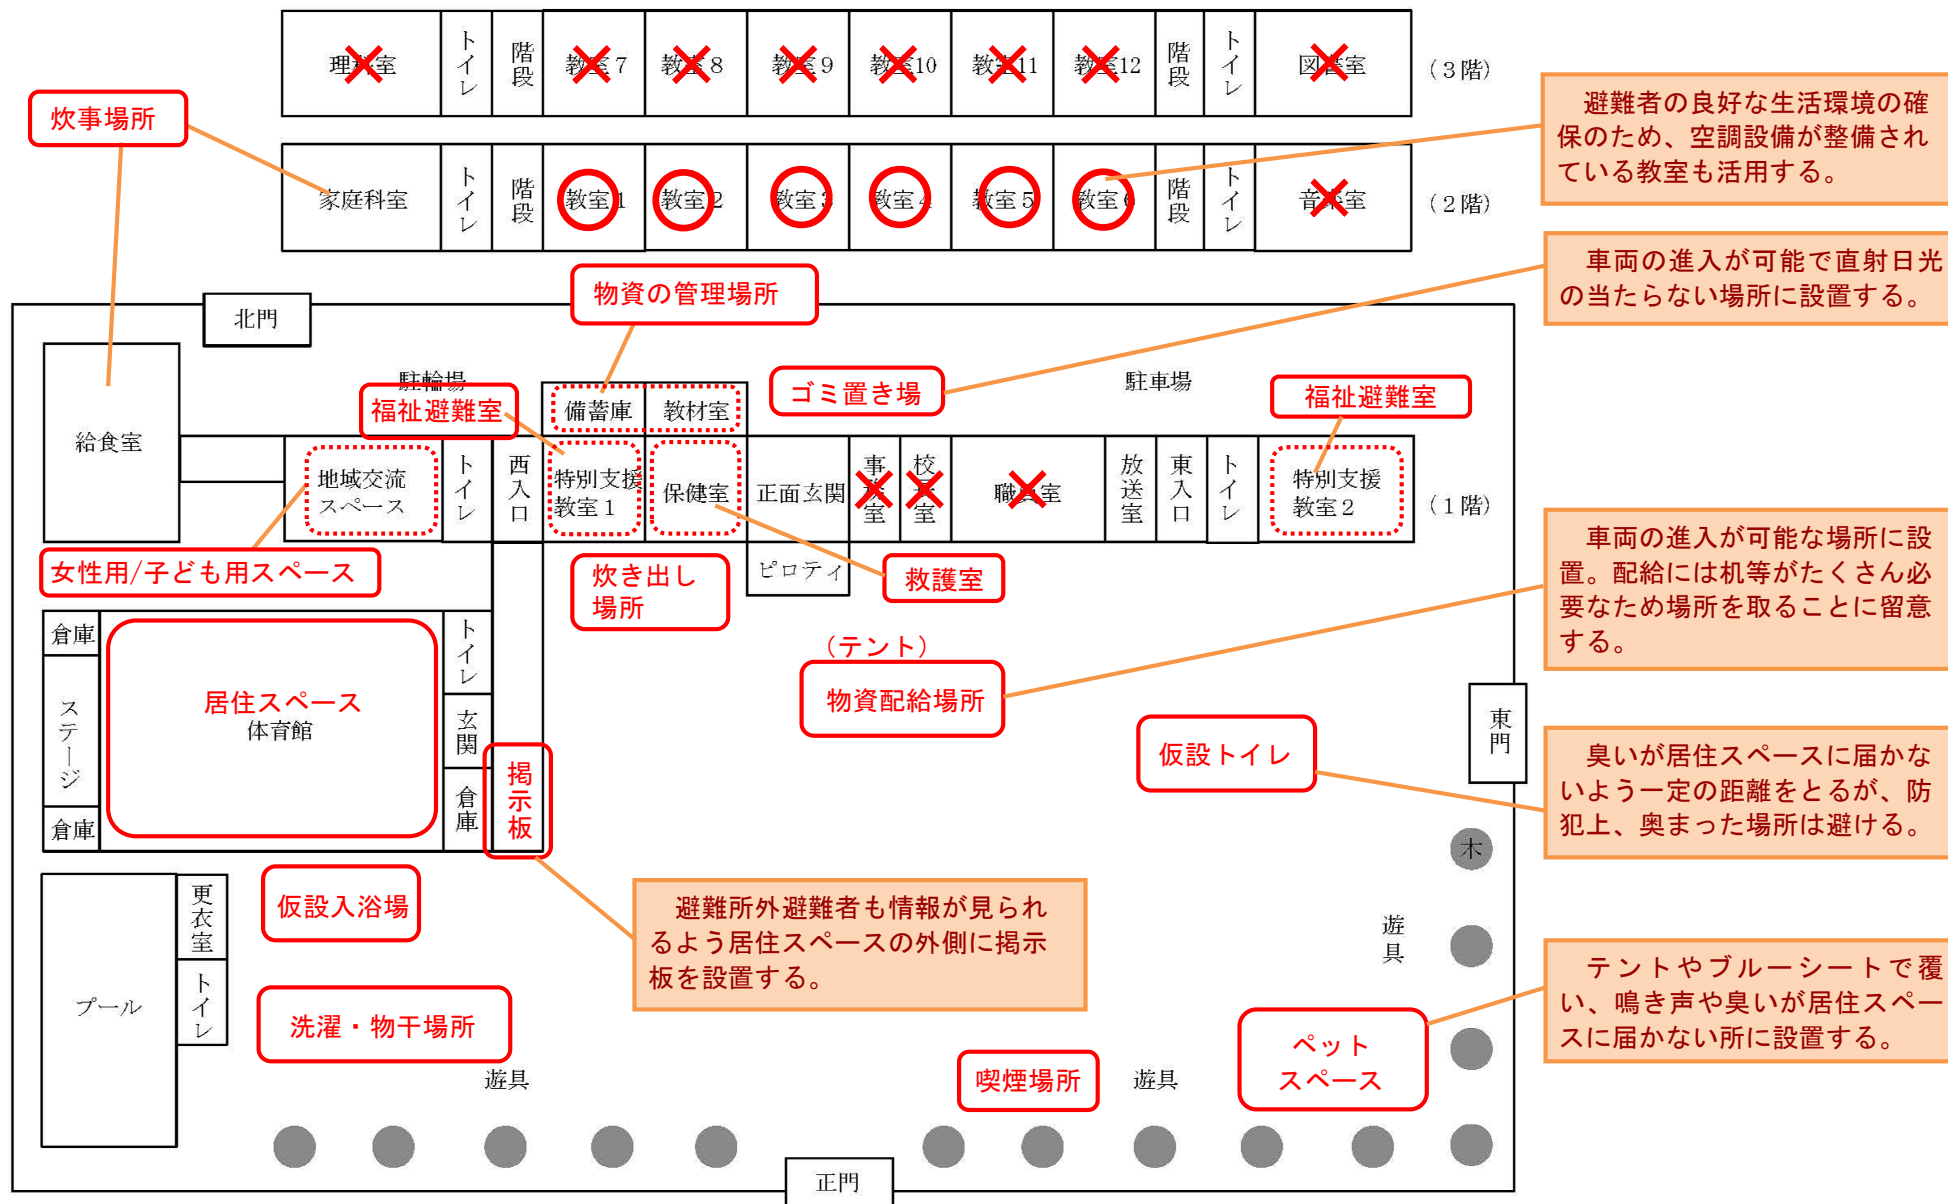 理科室
トイレ
階段
教室７
教室８
教室９
教室10
教室11
教室12
階段
トイレ
図書室
（３階）
炊事場所
避難者の良好な生活環境の確
保のため、空調設備が整備され
ている教室も活用する。
家庭科室
トイレ
階段
教室１
教室２
教室３
教室４
教室５
教室６
階段
トイレ
音楽室
（２階）
車両の進入が可能で直射日光
の当たらない場所に設置する。
物資の管理場所
北門
駐輪場
駐車場
ゴミ置き場
福祉避難室
福祉避難室
備蓄庫
教材室
給食室
地域交流
スペース
トイレ
西入口
特別支援
教室１
保健室
正面玄関
事務室
校長室
職員室
放送室
東入口
トイレ
特別支援
教室２
（１階）
女性用/子ども用スペース
炊き出し
場所
ピロティ
救護室
車両の進入が可能な場所に設
置。配給には机等がたくさん必
要なため場所を取ることに留意
する。
（テント）
物資配給場所
倉庫
ステージ
倉庫
居住スペース
体育館
トイレ
玄関
倉庫
掲示板
仮設トイレ
東門
臭いが居住スペースに届かな
いよう一定の距離をとるが、防
犯上、奥まった場所は避ける。
木
更衣室
トイレ
プール
仮設入浴場
避難所外避難者も情報が見られ
るよう居住スペースの外側に掲示
板を設置する。
遊具
テントやブルーシートで覆
い、鳴き声や臭いが居住スペー
スに届かない所に設置する。
洗濯・物干場所
遊具
喫煙場所
遊具
ペット
スペース
正門